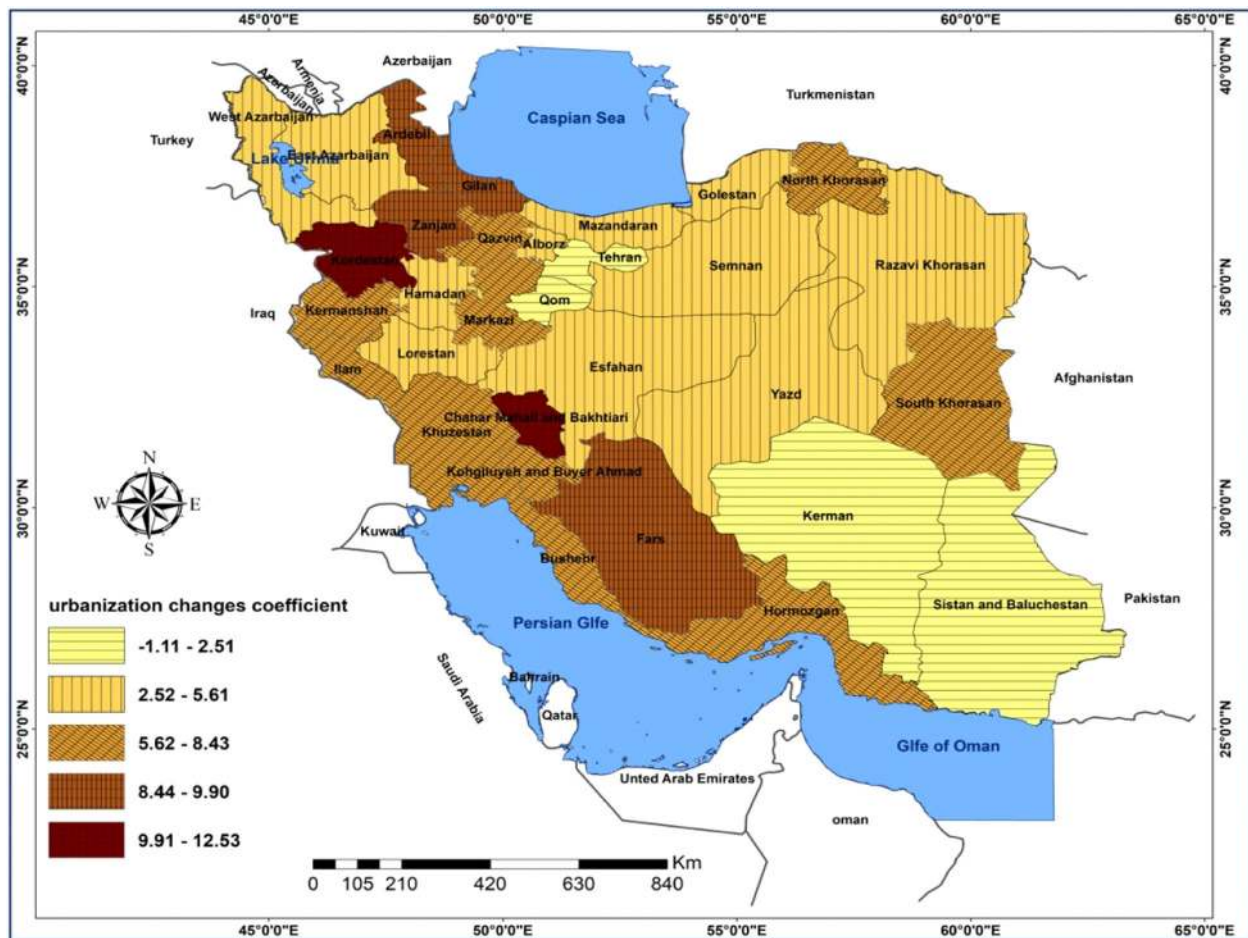 45°0'0"E 50°0'0"E 55°0'0"E 60°0'0"E 65°0'0"E
40°0'0"N 40°0'0"N
Azerbaijan
Armenia
Azerbaijan
Turkmenistan
Caspian Sea
West Azarbaijan
Turkey
Ardebil
East Azarbaijan
Lake Urmia
Gilan
North Khorasan
Golestan
Zanjan
Mazandaran
Qazvin
Alborz
Tehran
Semnan
Razavi Khorasan
Kordestan
35°0'0"N 35°0'0"N
Hamadan
Qom
Iraq
Kermanshah
Markazi
Lorestan
Esfahan
Ilam
Afghanistan
Yazd
South Khorasan
Chahar Mahall and Bakhtiari
Khuzestan
Kohgiluyeh and Buyer Ahmad
N
W E
S
30°0'0"N 30°0'0"N
Kerman
Kuwait
Fars
Bushehr
Hormozgan
Sistan and Baluchestan
Pakistan
Persian Glfe
Saudi Arabia
Bahrain
Qatar
25°0'0"N 25°0'0"N
Glfe of Oman
Unted Arab Emirates
oman
urbanization changes coefficient
-1.11 - 2.51
2.52 - 5.61
5.62 - 8.43
8.44 - 9.90
9.91 - 12.53
Km
0 105 210 420 630 840
45°0'0"E 50°0'0"E 55°0'0"E 60°0'0"E 65°0'0"E